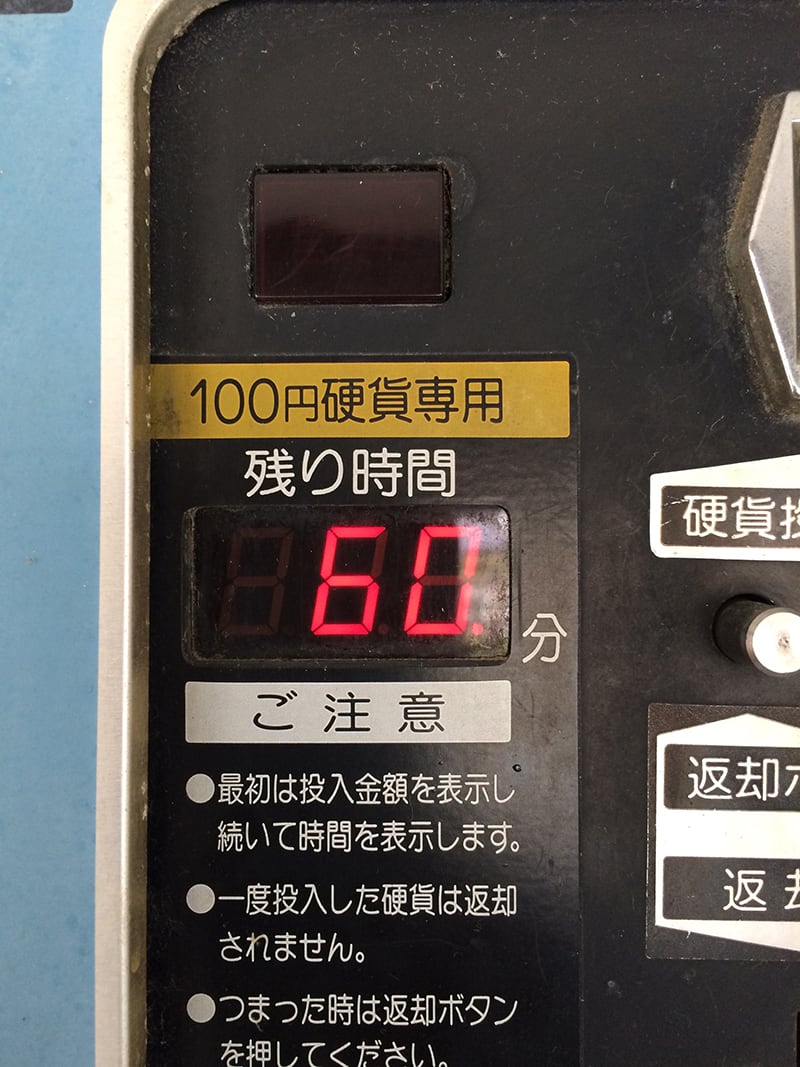 100円硬貨専用
残り時間
60.
分
ご注意
●最初は投入金額を表示し
続いて時間を表示します。
●一度投入した硬貨は返却
されません。
●つまった時は返却ボタン
を押してください。
硬貨投
返却ボ
返却